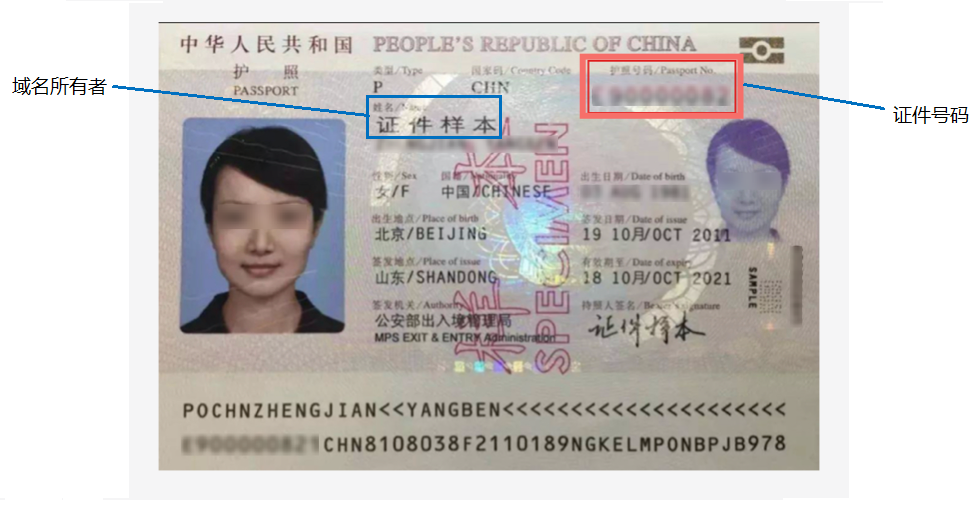 中华人民共和国 PEOPLE'S REPUBLIC OF CHINA
护 照
PASSPORT
类型/Type
国家码/Country Code
护照号码/Passport No.
P
CHN
域名所有者
证件号码
姓名/Name
证件样本
性别/Sex
国籍/Nationality
出生日期/Date of birth
女/F
中国/CHINESE
出生地点/Place of birth
签发日期/Date of issue
北京/BEIJING
19 10月/OCT 2011
签发地点/Place of issue
有效期至/Date of expiry
山东/SHANDONG
18 10月/OCT 2021
签发机关/Authority
持照人签名/Bearer's signature
公安部出入境管理局
MPS EXIT & ENTRY Administration
证件样本
样本
SPECIMEN
SAMPLE
POCHNZHENGJIAN<<YANGBEN<<<<<<<<<<<<<<<<<<<<<
CHN8108038F2110189NGKELMPONBPJB978